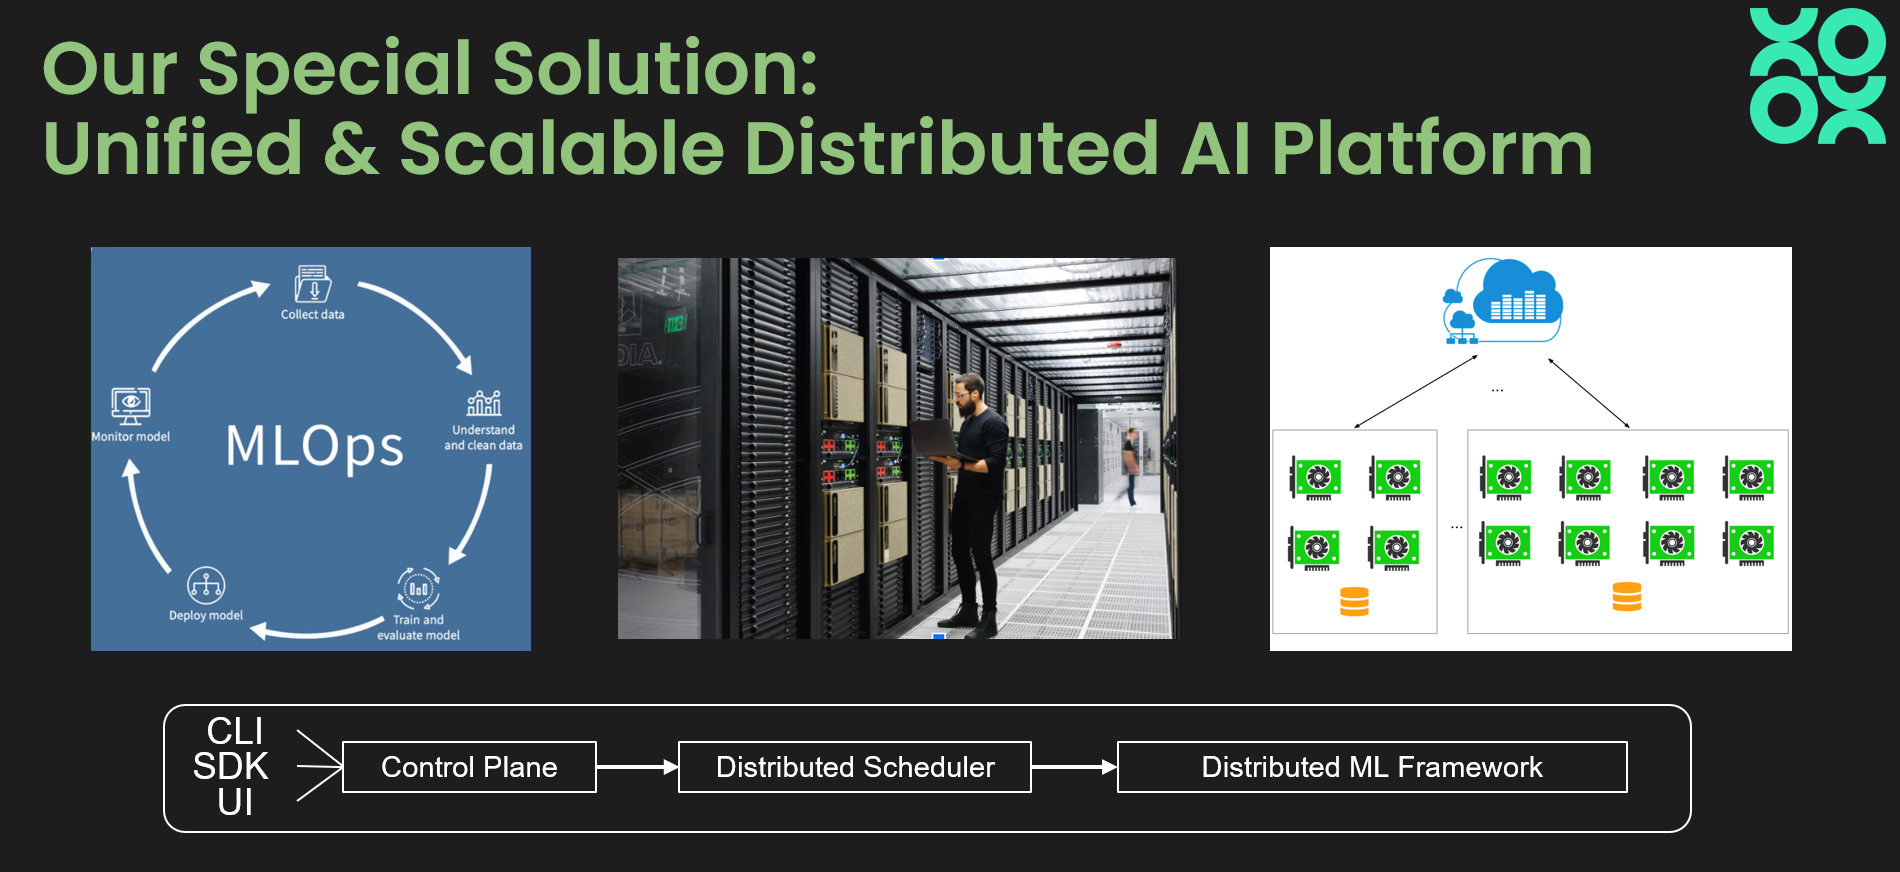 Our Special Solution:
Unified & Scalable Distributed AI Platform
Collect data
Understand
and clean data
Train and
evaluate model
Deploy model
Monitor model
MLOps
DIA
...
...
CLI
SDK
UI
Control Plane
Distributed Scheduler
Distributed ML Framework